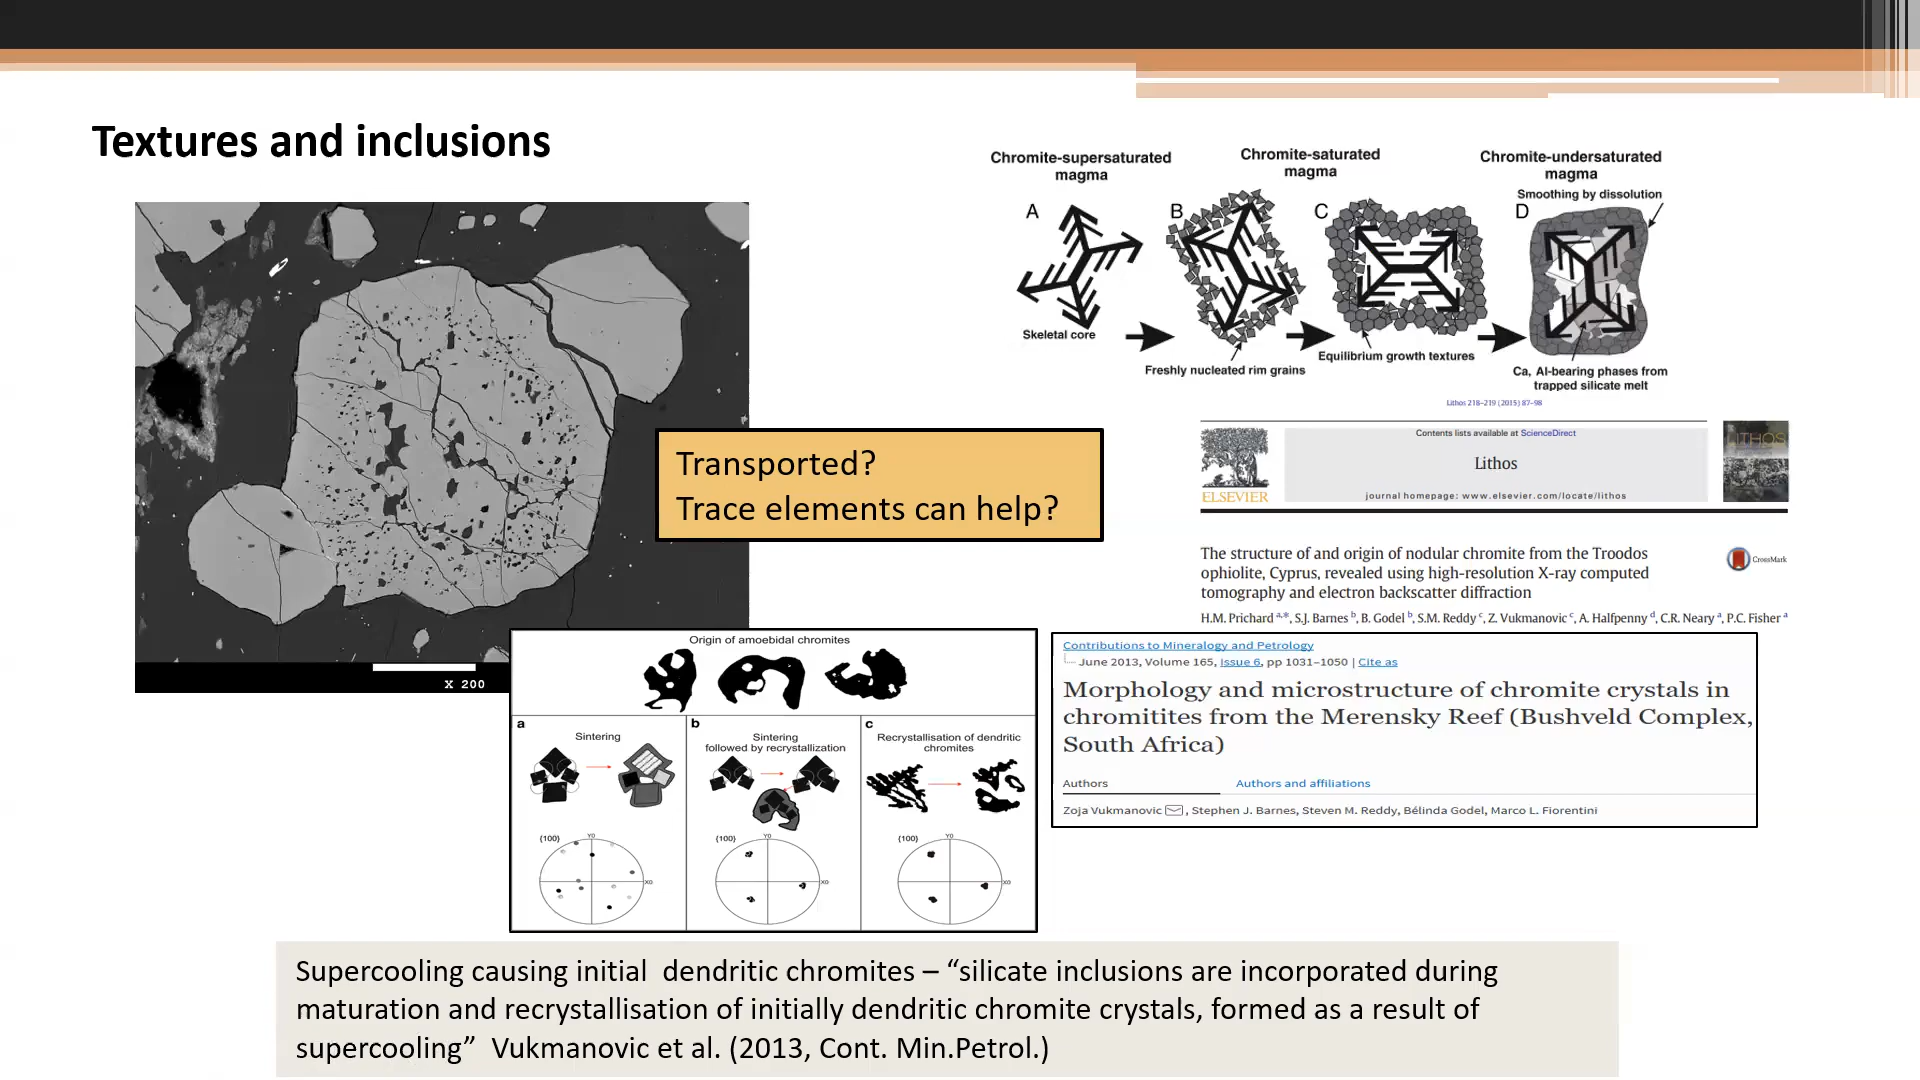 Textures and inclusions
X 200
Chromite-supersaturated
magma
Chromite-saturated
magma
Chromite-undersaturated
magma
Smoothing by dissolution
A
B
C
D
Skeletal core
Freshly nucleated rim grains
Equilibrium growth textures
Ca, Al-bearing phases from
trapped silicate melt
Lithos 218–219 (2015) 87–98
Contents lists available at ScienceDirect
Lithos
journal homepage: www.elsevier.com/locate/lithos
ELSEVIER
LITHOS
The structure of and origin of nodular chromite from the Troodos
ophiolite, Cyprus, revealed using high-resolution X-ray computed
tomography and electron backscatter diffraction
CrossMark
H.M. Prichard a,*, S.J. Barnes b, B. Godel b, S.M. Reddy c, Z. Vukmanovic c, A. Halfpenny d, C.R. Neary a, P.C. Fisher a
Transported?
Trace elements can help?
Origin of amoebidal chromites
a
Sintering
b
Sintering
followed by recrystallization
c
Recrystallisation of dendritic
chromites
{100}
Y0
X0
{100}
Y0
X0
{100}
Y0
X0
Contributions to Mineralogy and Petrology
June 2013, Volume 165, Issue 6, pp 1031–1050 | Cite as
Morphology and microstructure of chromite crystals in
chromitites from the Merensky Reef (Bushveld Complex,
South Africa)
Authors
Authors and affiliations
Zoja Vukmanovic, Stephen J. Barnes, Steven M. Reddy, Bélinda Godel, Marco L. Fiorentini
Supercooling causing initial dendritic chromites – “silicate inclusions are incorporated during
maturation and recrystallisation of initially dendritic chromite crystals, formed as a result of
supercooling” Vukmanovic et al. (2013, Cont. Min.Petrol.)